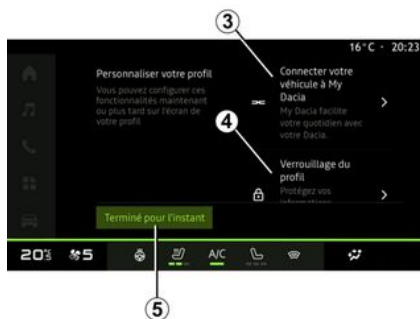 3
16°C · 20:23
Personnaliser votre profil
Vous pouvez configurer ces
fonctionnalités maintenant
ou plus tard sur l'écran de
votre profil
Connecter votre
véhicule à My
Dacia
My Dacia facilite
votre quotidien avec
votre Dacia.
4
Verrouillage du
profil
Protégez vos
informations
Terminé pour l'instant
20 5 A/C
5